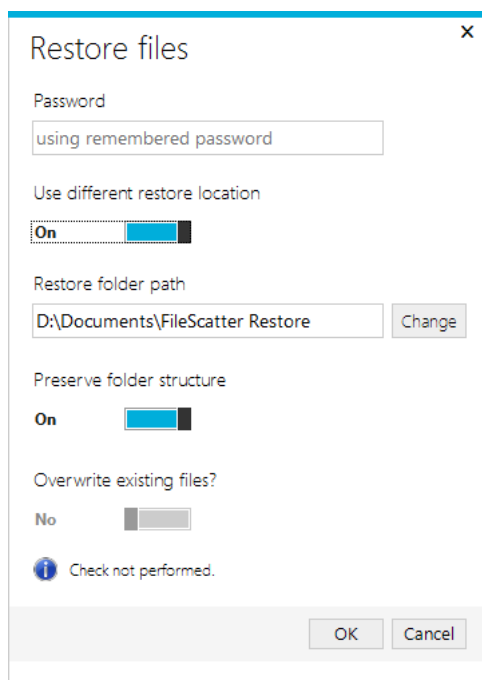 Restore files
Password
using remembered password
Use different restore location
On
Restore folder path
D:\Documents\FileScatter Restore
Change
Preserve folder structure
On
Overwrite existing files?
No
Check not performed.
OK
Cancel